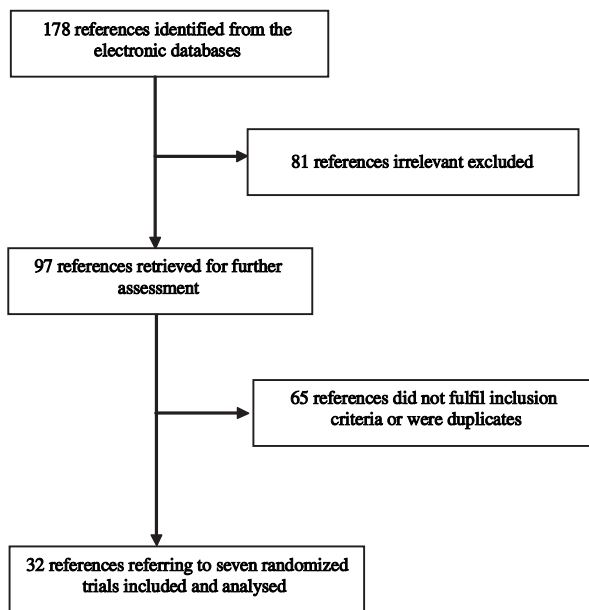 178 references identified from the
electronic databases
81 references irrelevant excluded
97 references retrieved for further
assessment
65 references did not fulfil inclusion
criteria or were duplicates
32 references referring to seven randomized
trials included and analysed